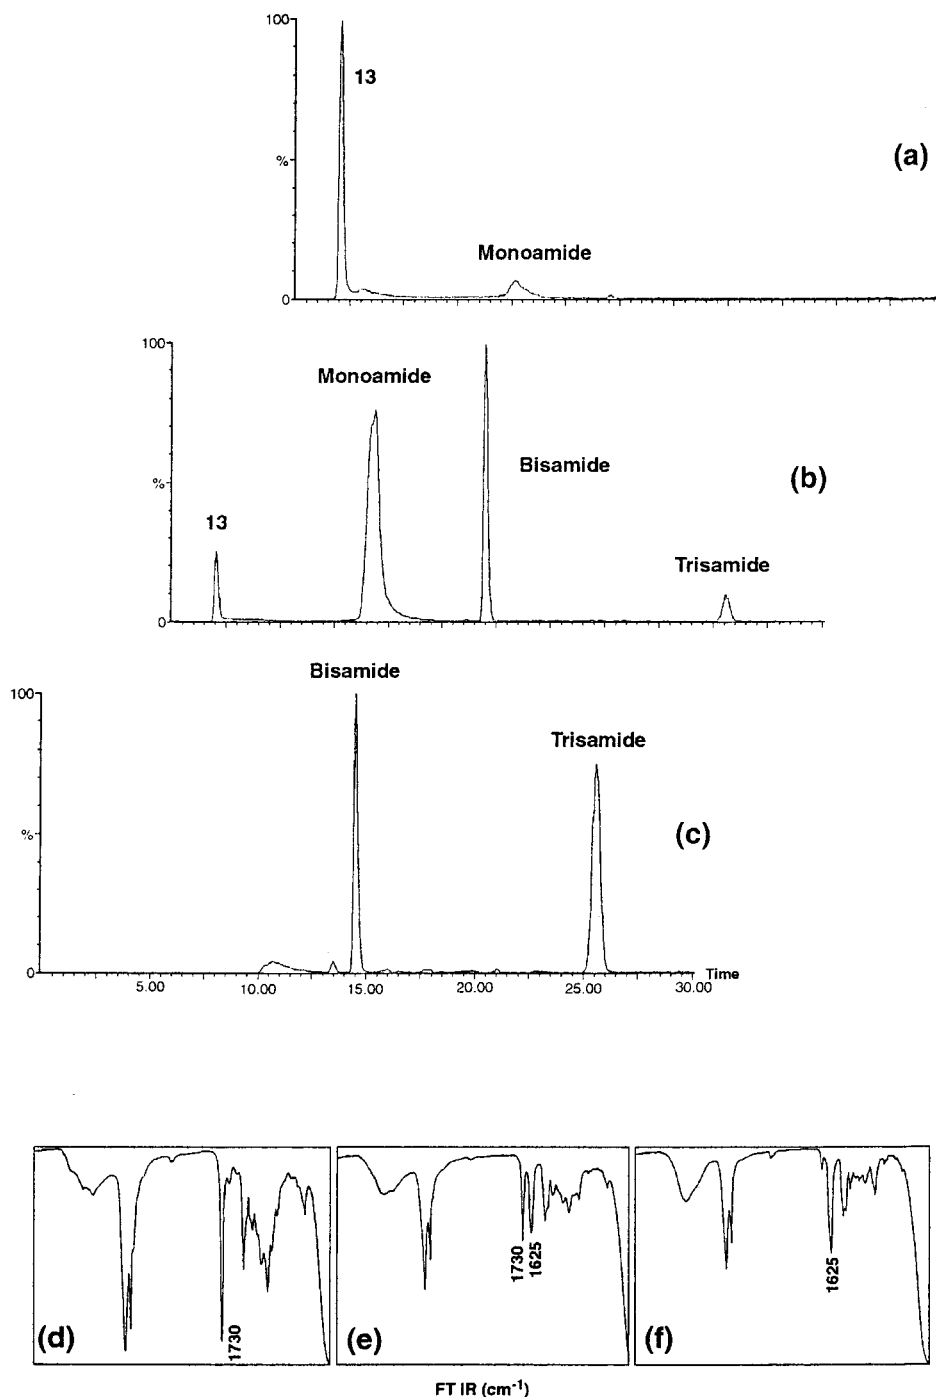 100
13
%
(a)
Monoamide
0
100
Monoamide
Bisamide
%
(b)
13
Trisamide
0
Bisamide
100
Trisamide
%
(c)
0
Time
5.00 10.00 15.00 20.00 25.00 30.00
1730
1625
1730
1625
(d)
(e)
(f)
FT IR (cm-1)